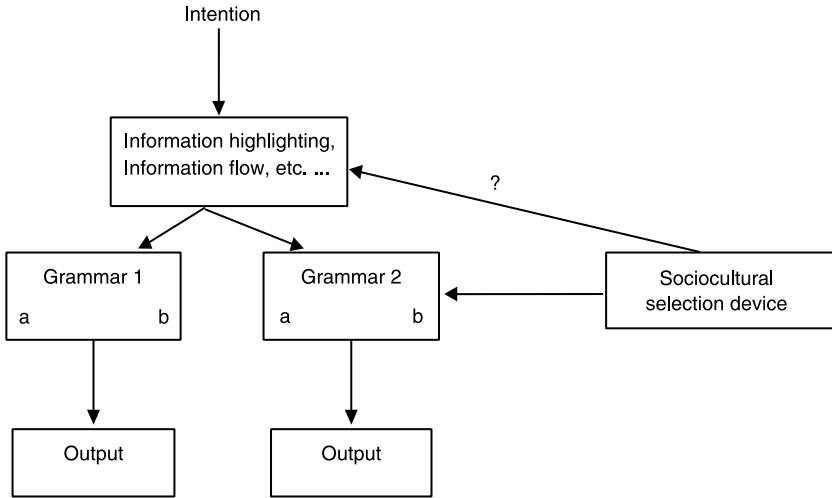 Intention
Information highlighting,
Information flow, etc. ...
?
Grammar 1
a b
Grammar 2
a b
Sociocultural
selection device
Output
Output